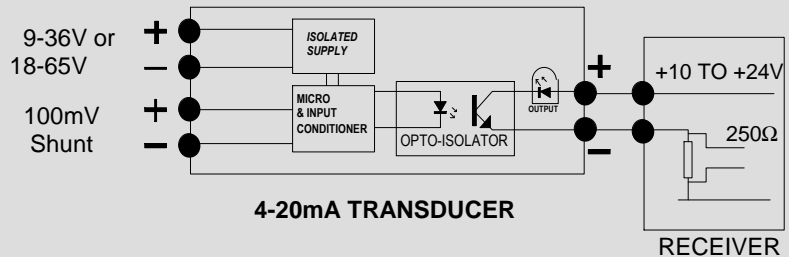 9-36V or
18-65V
+
–
100mV
Shunt
+
–
ISOLATED
SUPPLY
MICRO
& INPUT
CONDITIONER
OPTO-ISOLATOR
OUTPUT
+
–
+10 TO +24V
250Ω
4-20mA TRANSDUCER
RECEIVER